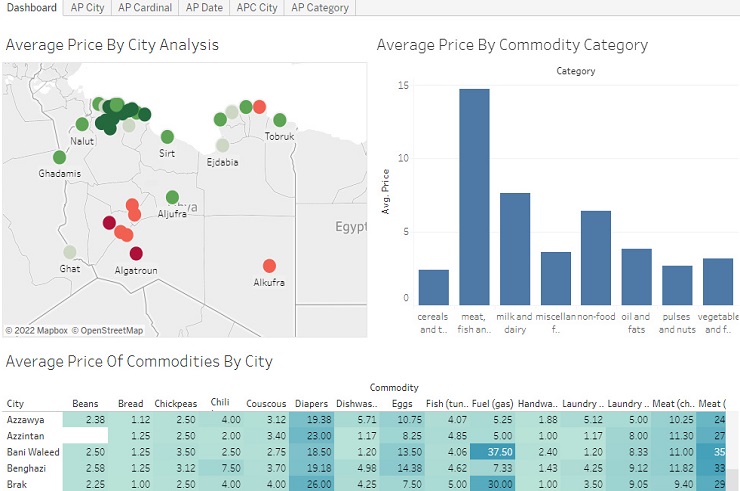 Dashboard AP City AP Cardinal AP Date APC City AP Category
Average Price By City Analysis
Nalut
Ghadamis
Sirt
Ejdabia
Tobruk
Aljufra
Egypt
Ghat
Algatroun
Alkufra
© 2022 Mapbox © OpenStreetMap
Average Price By Commodity Category
Category
Avg. Price
15
10
5
0
cereals and t.. meat, fish an.. milk and dairy miscellan f.. non-food oil and fats pulses and nuts vegetable and f..
Average Price Of Commodities By City
Commodity
City Beans Bread Chickpeas Chili Couscous Diapers Dishwas.. Eggs Fish (tun.. Fuel (gas) Handwa.. Laundry .. Laundry .. Meat (ch.. Meat (
Azzawya 2.38 1.12 2.50 4.00 3.12 19.38 5.71 10.75 4.07 5.25 1.88 5.12 5.00 10.25 24
Azzintan 1.25 2.50 2.00 3.40 23.00 1.17 8.25 4.85 5.00 1.00 1.17 8.00 11.30 27
Bani Waleed 2.50 1.25 3.50 2.50 2.75 18.50 1.20 13.50 4.06 37.50 2.40 1.20 8.33 11.00 35
Benghazi 2.58 1.25 3.12 7.50 3.70 19.18 4.98 14.38 4.62 7.33 1.43 4.25 9.12 11.82 33
Brak 2.25 1.00 2.50 4.00 4.00 26.00 4.25 7.50 5.00 30.00 1.00 3.50 9.05 9.40 29